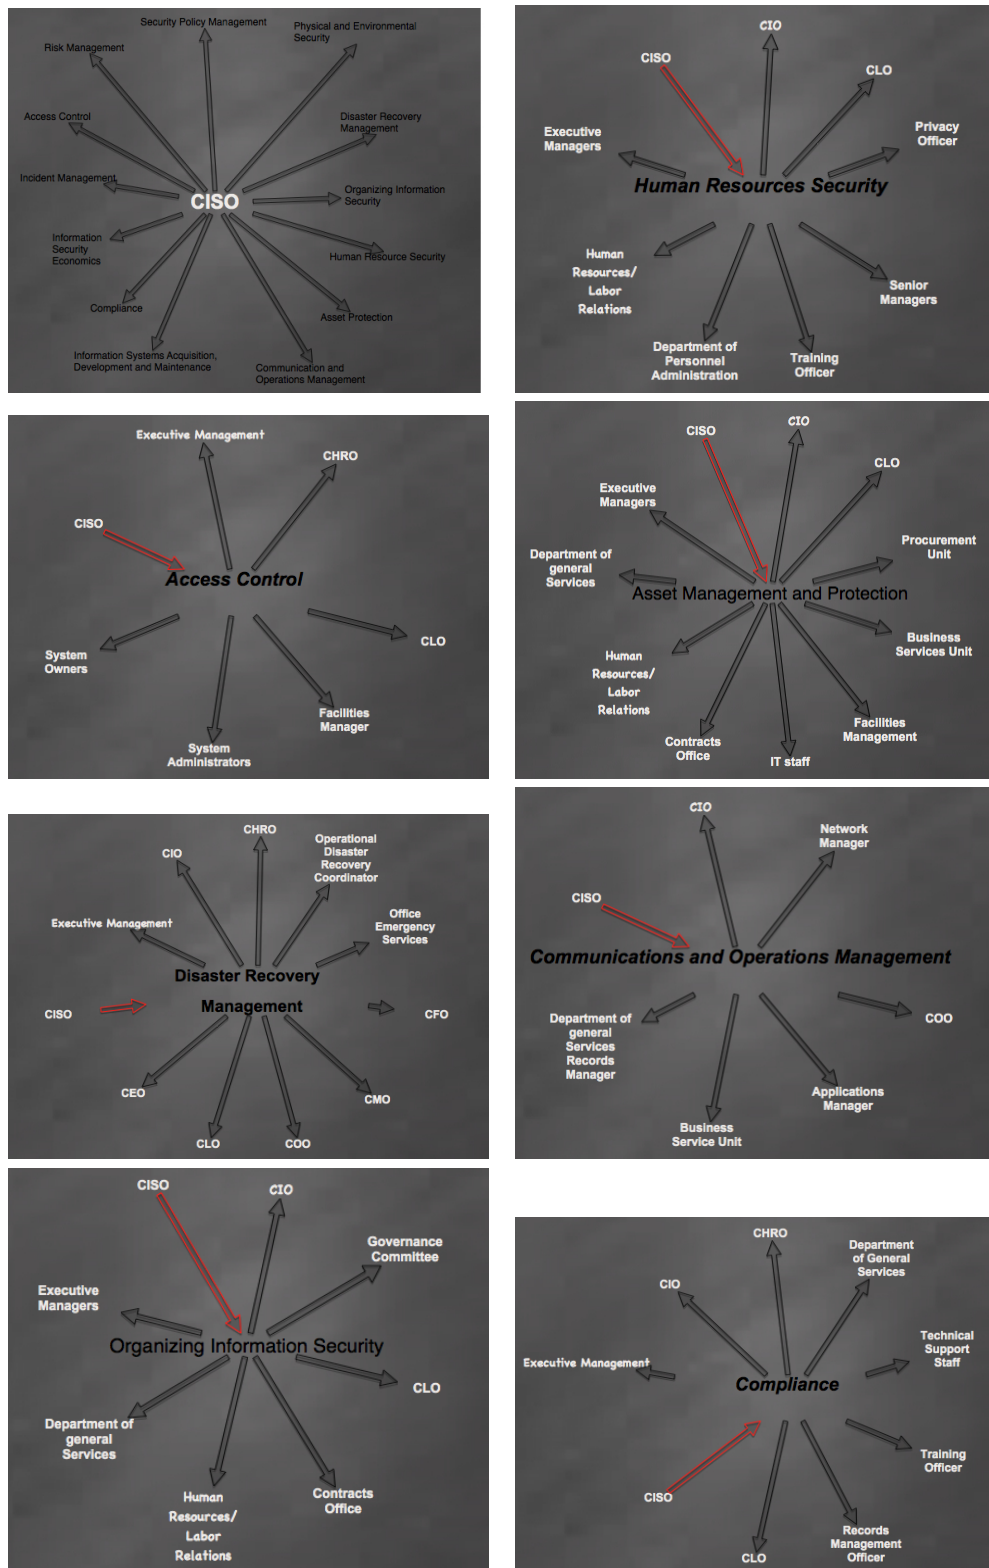 Security Policy Management
Physical and Environmental
Security
Risk Management
Access Control
Disaster Recovery
Management
Incident Management
Organizing Information
Security
CISO
Information
Security
Economics
Human Resource Security
Compliance
Asset Protection
Information Systems Acquisition,
Development and Maintenance
Communication and
Operations Management
CIO
CISO
CLO
Executive
Managers
Privacy
Officer
Human Resources Security
Human
Resources/
Labor
Relations
Senior
Managers
Department of
Personnel
Administration
Training
Officer
Executive Management
CHRO
CISO
Access Control
CLO
System
Owners
Facilities
Manager
System
Administrators
CISO
CIO
CLO
Executive
Managers
Procurement
Unit
Department of
general
Services
Asset Management and Protection
Business
Services Unit
Human
Resources/
Labor
Relations
Facilities
Management
Contracts
Office
IT staff
CHRO
CIO
Operational
Disaster
Recovery
Coordinator
Executive Management
Office
Emergency
Services
Disaster Recovery
Management
CISO
CFO
CEO
CMO
CLO
COO
CIO
Network
Manager
CISO
Communications and Operations Management
Department of
general
Services
Records
Manager
COO
Applications
Manager
Business
Service Unit
CISO
CIO
Governance
Committee
Executive
Managers
Organizing Information Security
CLO
Department of
general
Services
Human
Resources/
Labor
Relations
Contracts
Office
CHRO
Department
of General
Services
CIO
Technical
Support
Staff
Executive Management
Compliance
Training
Officer
CISO
Records
Management
Officer
CLO